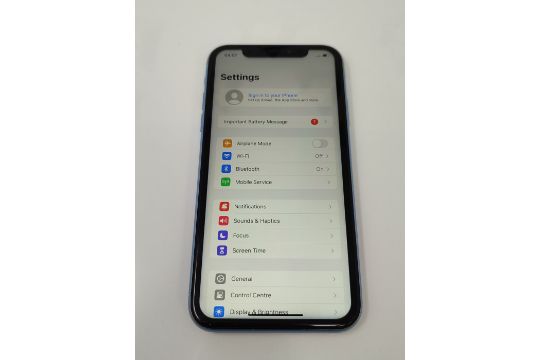 Settings
Sign in to your iPhone
Set up iCloud, the App Store and more.
Important Battery Message 1
Airplane Mode
Wi-Fi Off
Bluetooth On
Mobile Service
Notifications
Sounds & Haptics
Focus
Screen Time
General
Control Centre
Display & Brightness